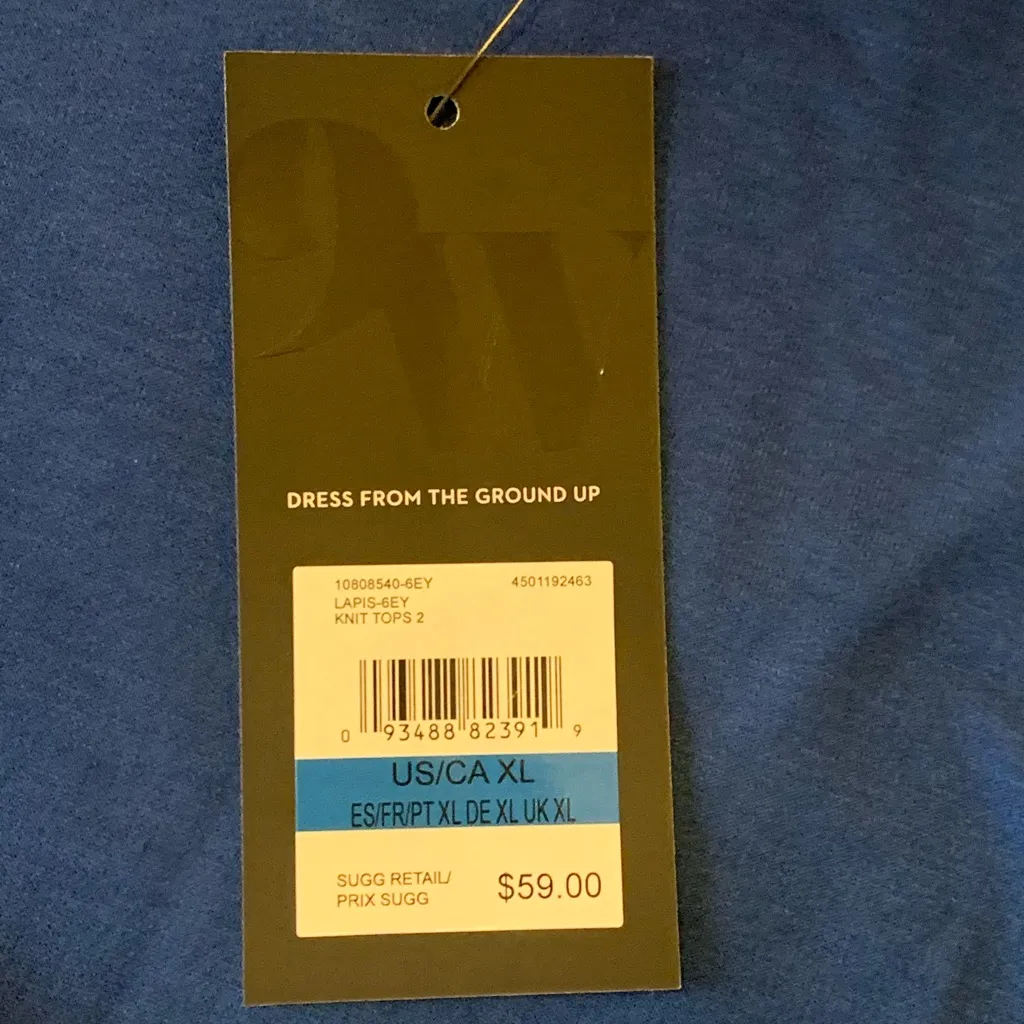 9W
DRESS FROM THE GROUND UP
10808540-6EY 4501192463
LAPIS-6EY
KNIT TOPS 2
0 93488 82391 9
US/CA XL
ES/FR/PT XL DE XL UK XL
SUGG RETAIL/
PRIX SUGG $59.00